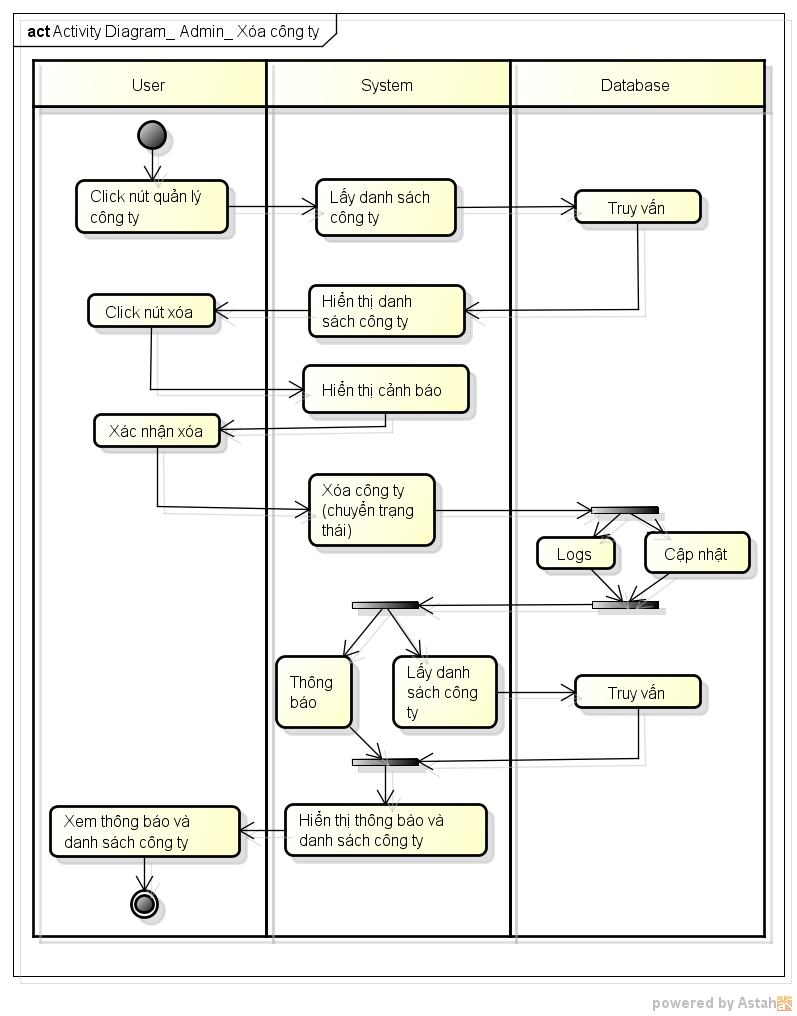 act Activity Diagram_ Admin_ Xóa công ty
User
System
Database
Click nút quản lý
công ty
Lấy danh sách
công ty
Truy vấn
Hiển thị danh
sách công ty
Click nút xóa
Hiển thị cảnh báo
Xác nhận xóa
Xóa công ty
(chuyển trạng
thái)
Logs
Cập nhật
Thông
báo
Lấy danh
sách công
ty
Truy vấn
Hiển thị thông báo và
danh sách công ty
Xem thông báo và
danh sách công ty
powered by Astah